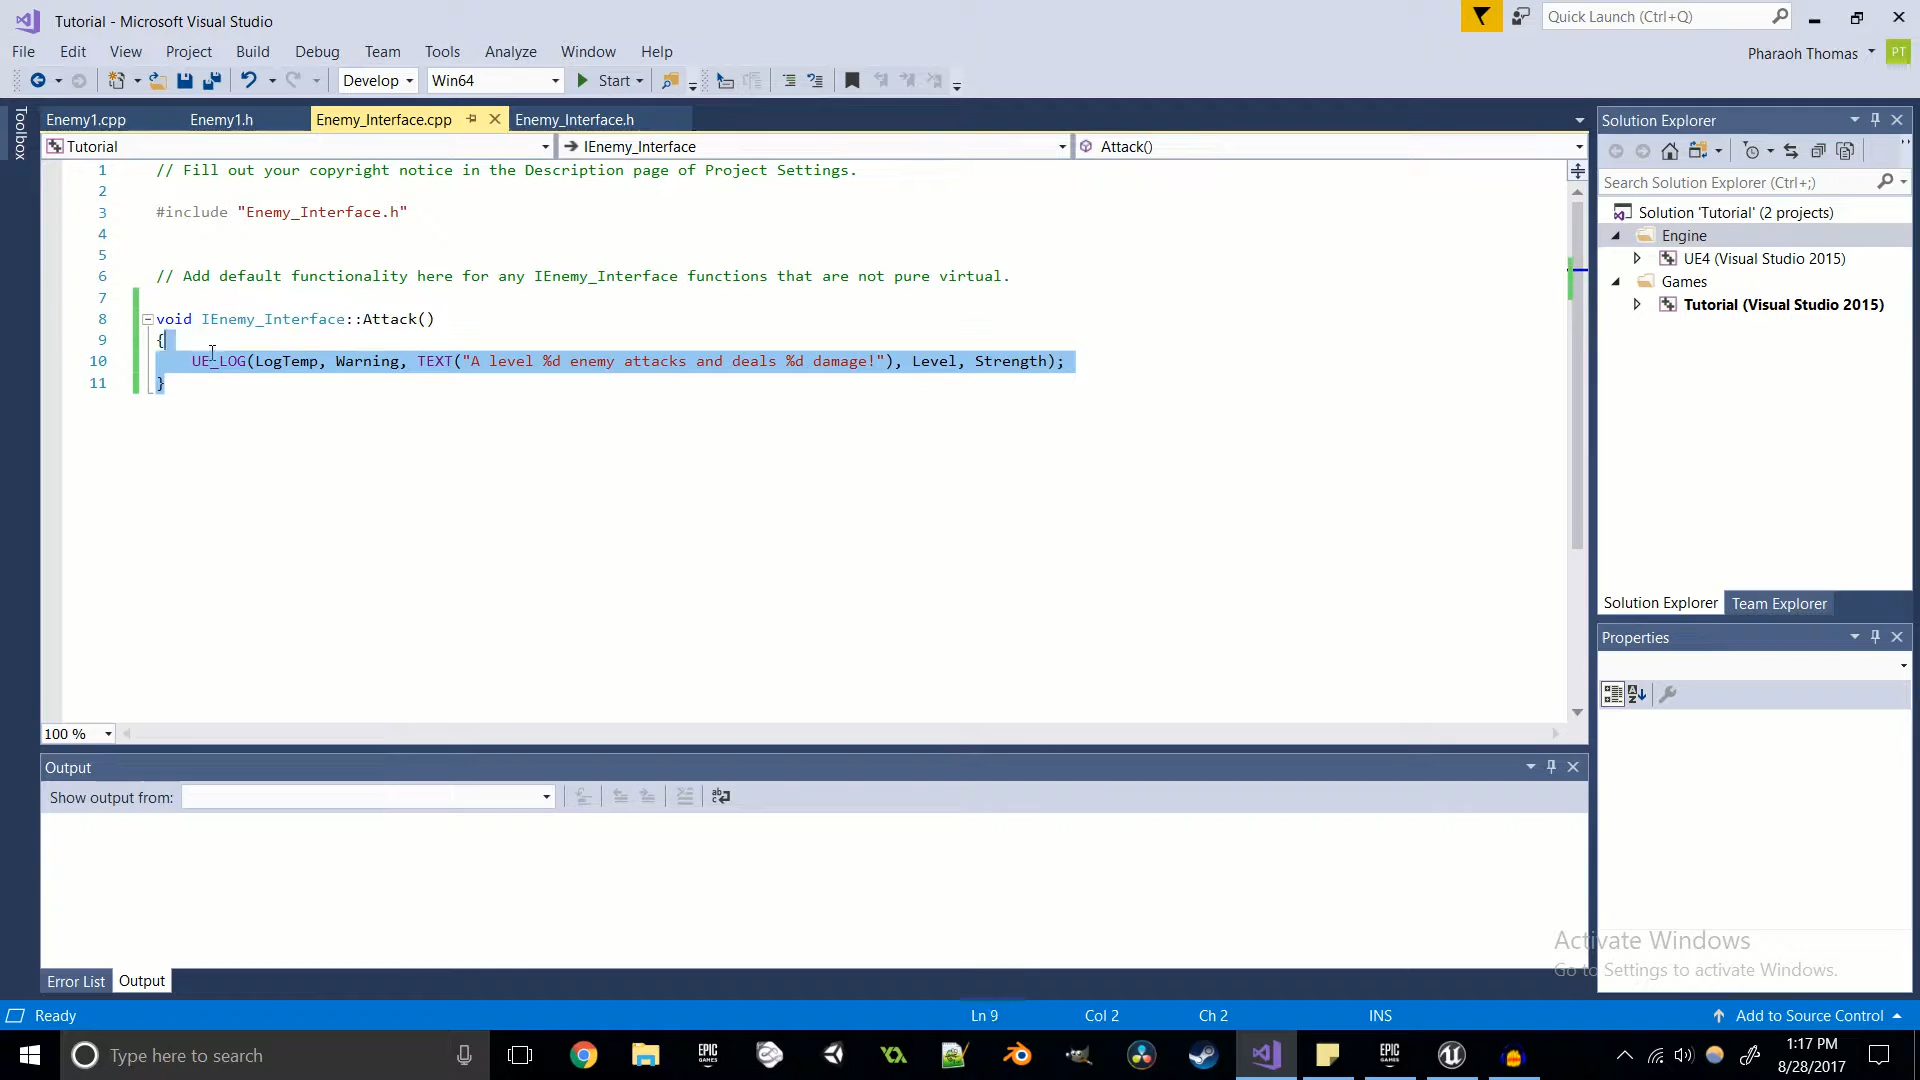 Tutorial - Microsoft Visual Studio
Quick Launch (Ctrl+Q)
File Edit View Project Build Debug Team Tools Analyze Window Help
Pharaoh Thomas PT
Develop Win64 Start
Toolbox
Enemy1.cpp Enemy1.h Enemy_Interface.cpp Enemy_Interface.h
Tutorial IEnemy_Interface Attack()
1 // Fill out your copyright notice in the Description page of Project Settings.
2
3 #include "Enemy_Interface.h"
4
5
6 // Add default functionality here for any IEnemy_Interface functions that are not pure virtual.
7
8 void IEnemy_Interface::Attack()
9 {
10 UE_LOG(LogTemp, Warning, TEXT("A level %d enemy attacks and deals %d damage!"), Level, Strength);
11 }
100 %
Solution Explorer
Search Solution Explorer (Ctrl+;)
Solution 'Tutorial' (2 projects)
Engine
UE4 (Visual Studio 2015)
Games
Tutorial (Visual Studio 2015)
Solution Explorer Team Explorer
Properties
Output
Show output from:
Error List Output
Activate Windows
Go to Settings to activate Windows.
Ready Ln 9 Col 2 Ch 2 INS Add to Source Control
Type here to search
EPIC GAMES
EPIC GAMES
1:17 PM
8/28/2017